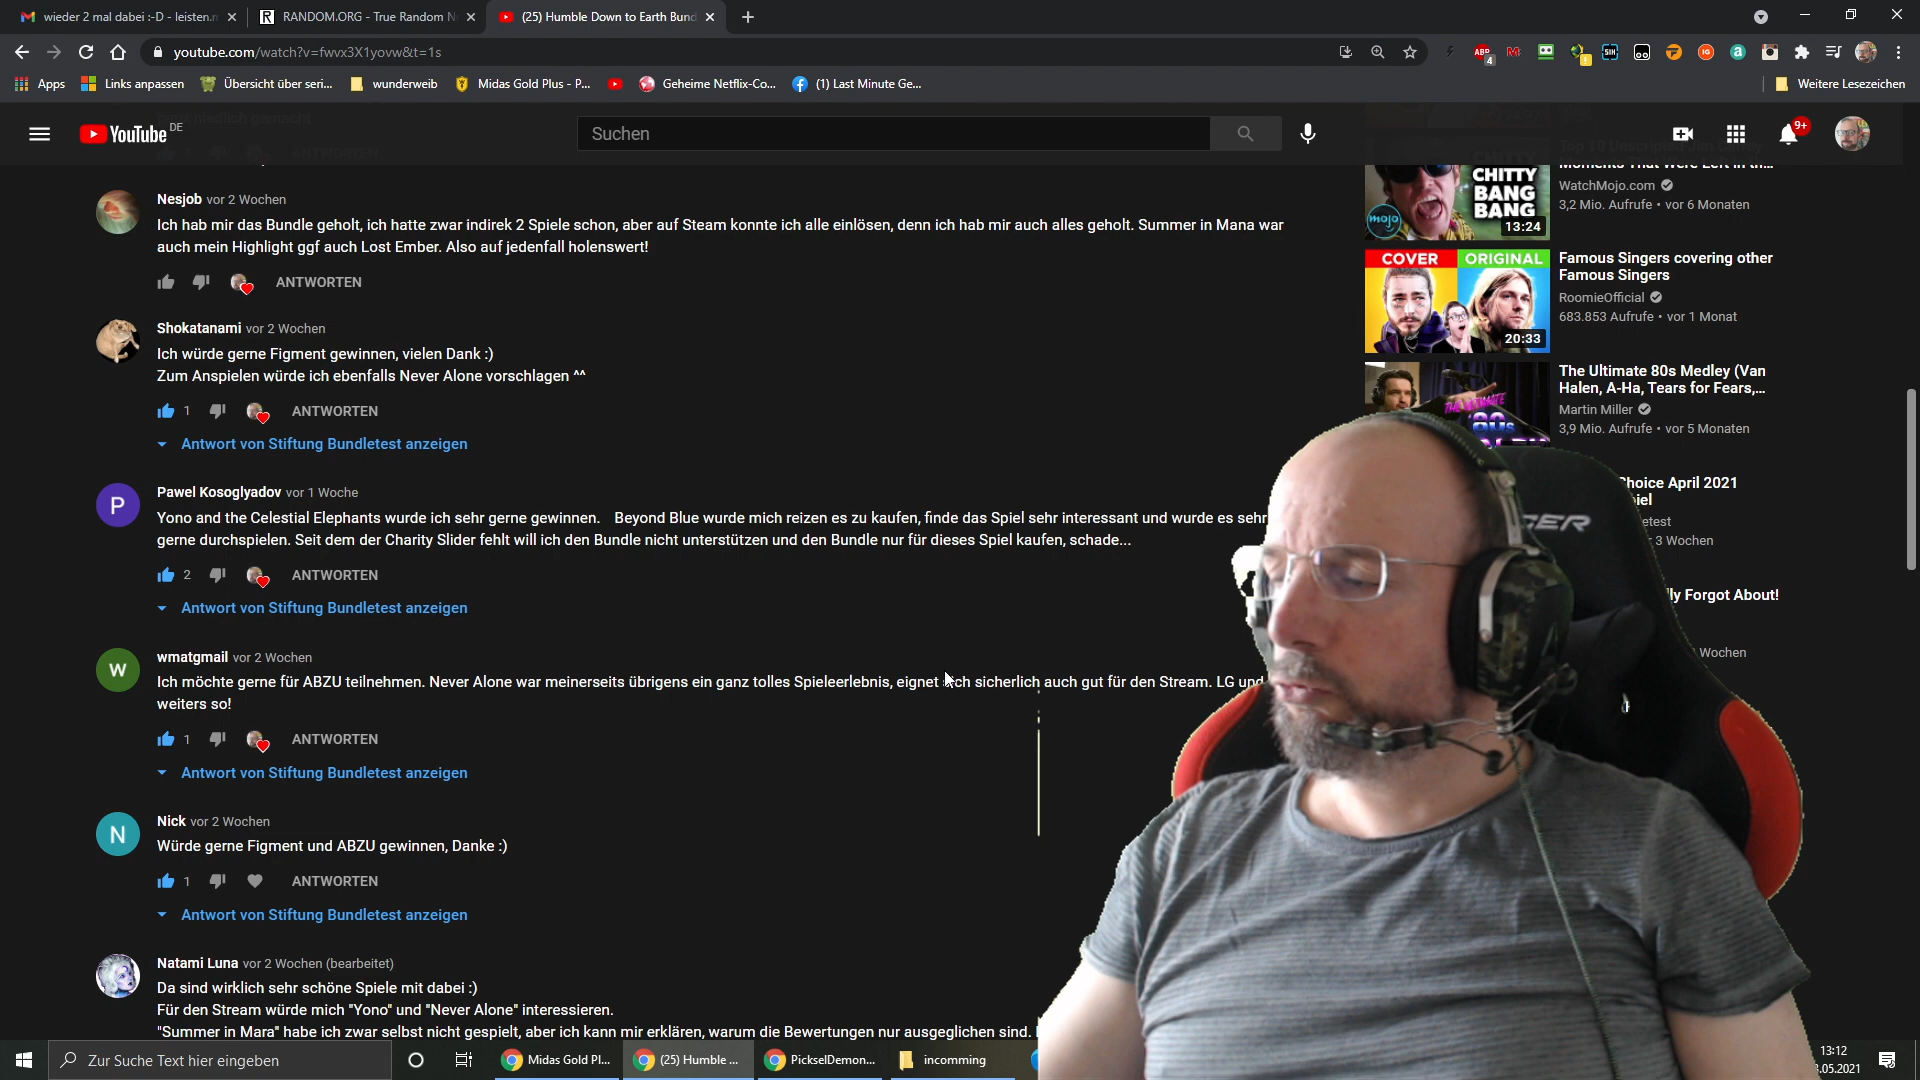 wieder 2 mal dabei :-D - leisten.m
RANDOM.ORG - True Random N
(25) Humble Down to Earth Bund
youtube.com/watch?v=fwvx3X1yovw&t=1s
Apps
Links anpassen
Übersicht über seri...
wunderweib
Midas Gold Plus - P...
Geheime Netflix-Co...
(1) Last Minute Ge...
Weitere Lesezeichen
YouTube DE
Suchen
9+
Nesjob vor 2 Wochen
Ich hab mir das Bundle geholt, ich hatte zwar indirek 2 Spiele schon, aber auf Steam konnte ich alle einlösen, denn ich hab mir auch alles geholt. Summer in Mana war
auch mein Highlight ggf auch Lost Ember. Also auf jedenfall holenswert!
ANTWORTEN
Shokatanami vor 2 Wochen
Ich würde gerne Figment gewinnen, vielen Dank :)
Zum Anspielen würde ich ebenfalls Never Alone vorschlagen ^^
1 ANTWORTEN
Antwort von Stiftung Bundletest anzeigen
P
Pawel Kosoglyadov vor 1 Woche
Yono and the Celestial Elephants wurde ich sehr gerne gewinnen. Beyond Blue wurde mich reizen es zu kaufen, finde das Spiel sehr interessant und wurde es sehr
gerne durchspielen. Seit dem der Charity Slider fehlt will ich den Bundle nicht unterstützen und den Bundle nur für dieses Spiel kaufen, schade...
2 ANTWORTEN
Antwort von Stiftung Bundletest anzeigen
W
wmatgmail vor 2 Wochen
Ich möchte gerne für ABZU teilnehmen. Never Alone war meinerseits übrigens ein ganz tolles Spieleerlebnis, eignet sich sicherlich auch gut für den Stream. LG und
weiters so!
1 ANTWORTEN
Antwort von Stiftung Bundletest anzeigen
N
Nick vor 2 Wochen
Würde gerne Figment und ABZU gewinnen, Danke :)
1 ANTWORTEN
Antwort von Stiftung Bundletest anzeigen
Natami Luna vor 2 Wochen (bearbeitet)
Da sind wirklich sehr schöne Spiele mit dabei :)
Für den Stream würde mich "Yono" und "Never Alone" interessieren.
"Summer in Mara" habe ich zwar selbst nicht gespielt, aber ich kann mir erklären, warum die Bewertungen nur ausgeglichen sind.
CHITTY
BANG
BANG
mojo
13:24
Moments That Were Left in th...
WatchMojo.com
3,2 Mio. Aufrufe • vor 6 Monaten
COVER ORIGINAL
20:33
Famous Singers covering other
Famous Singers
RoomieOfficial
683.853 Aufrufe • vor 1 Monat
THE ULTIMATE
'80s
The Ultimate 80s Medley (Van
Halen, A-Ha, Tears for Fears,...
Martin Miller
3,9 Mio. Aufrufe • vor 5 Monaten
Choice April 2021
iel
etest
3 Wochen
ly Forgot About!
Wochen
Zur Suche Text hier eingeben
Midas Gold Pl...
(25) Humble ...
PickselDemon...
incomming
13:12
.05.2021